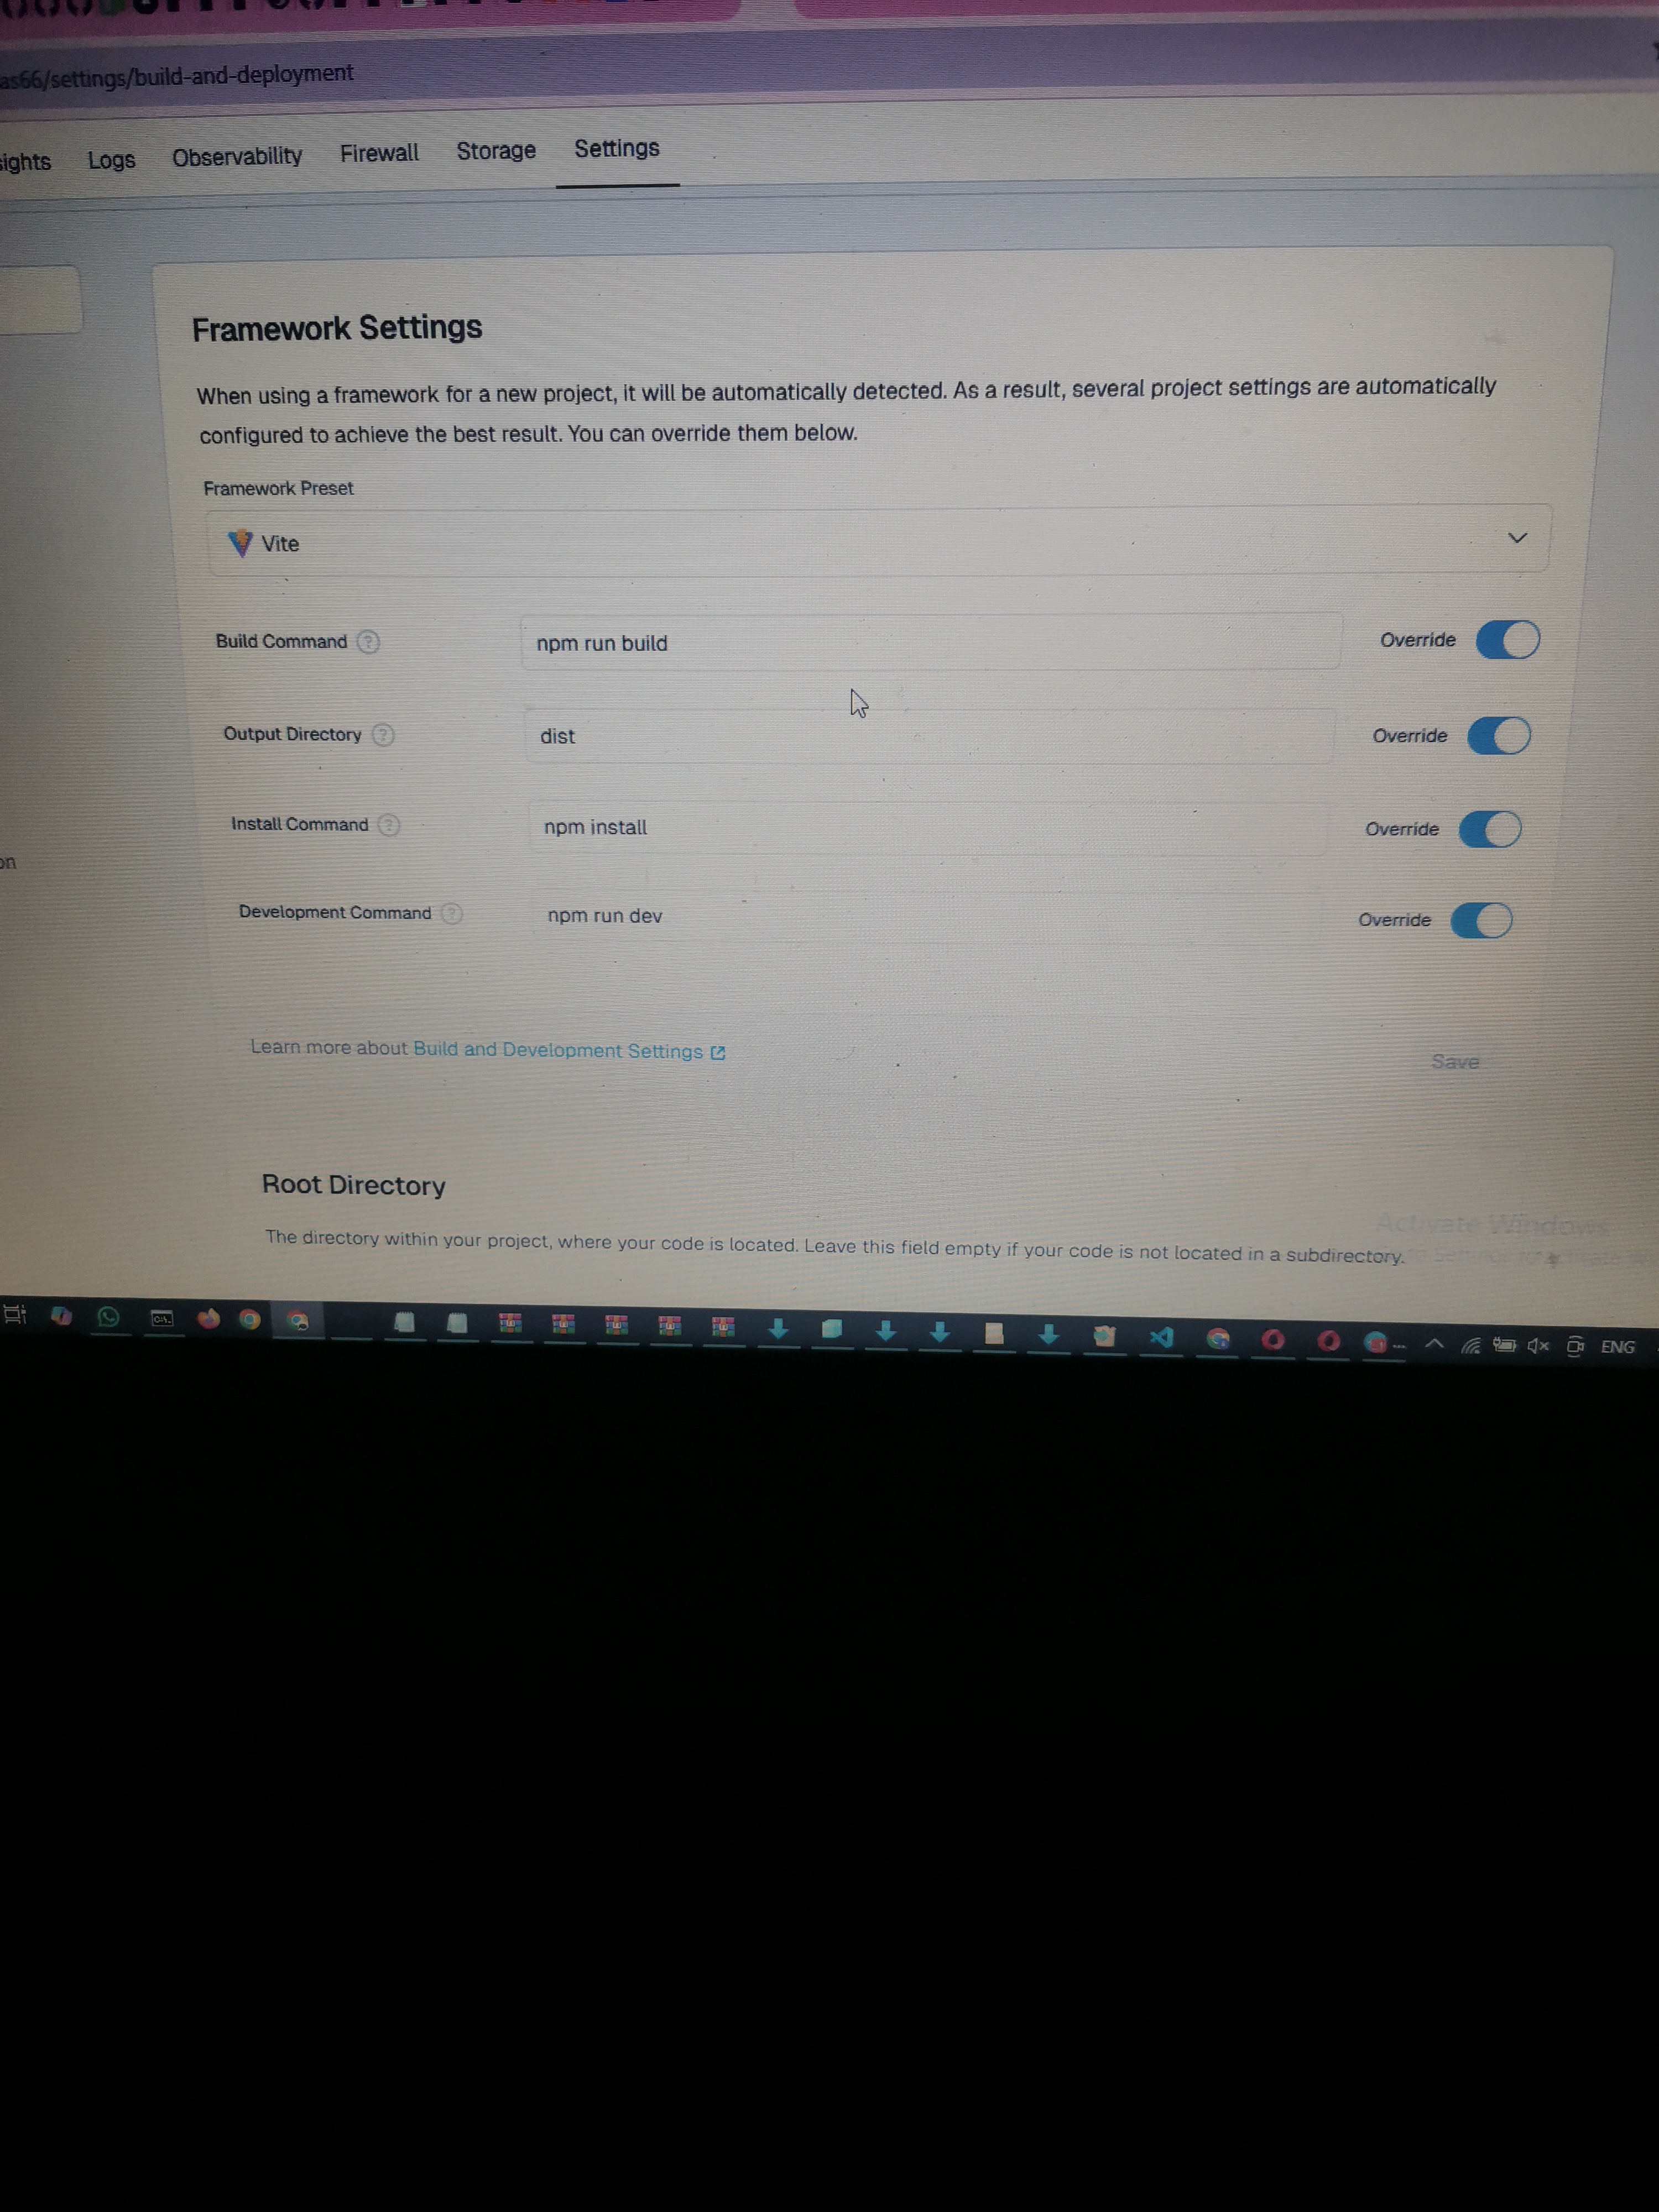 as66/settings/build-and-deployment
Logs Observability Firewall Storage Settings
Framework Settings
When using a framework for a new project, it will be automatically detected. As a result, several project settings are automatically
configured to achieve the best result. You can override them below.
Framework Preset
Vite
Build Command ? npm run build Override
Output Directory ? dist Override
Install Command ? npm install Override
on
Development Command ? npm run dev Override
Learn more about Build and Development Settings
Save
Root Directory
Activate Windows
The directory within your project, where your code is located. Leave this field empty if your code is not located in a subdirectory.
ENG